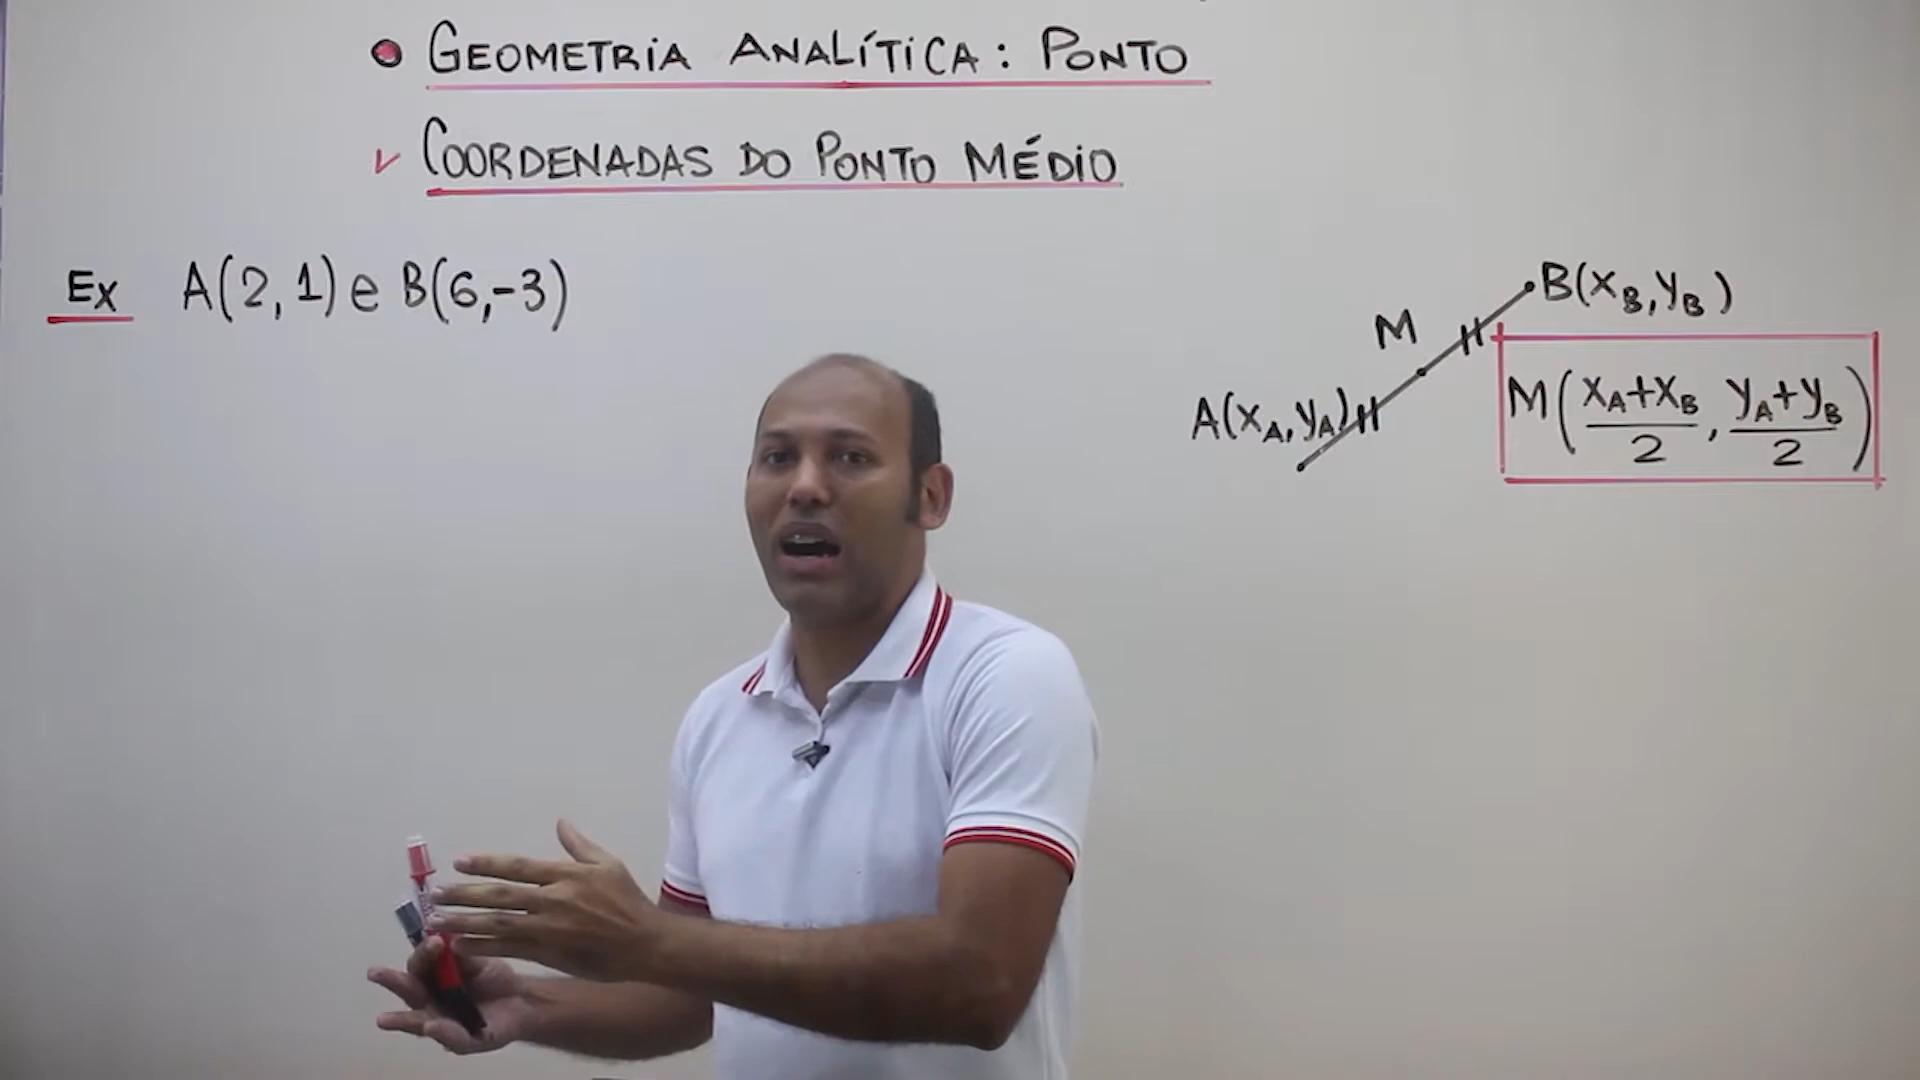 GEOMETRIA ANALÍTICA: PONTO
COORDENADAS DO PONTO MÉDIO
Ex A(2,1) e B(6,-3)
B(xB,yB)
M
A(xA,yA)
M((xA+xB)/2, (yA+yB)/2)